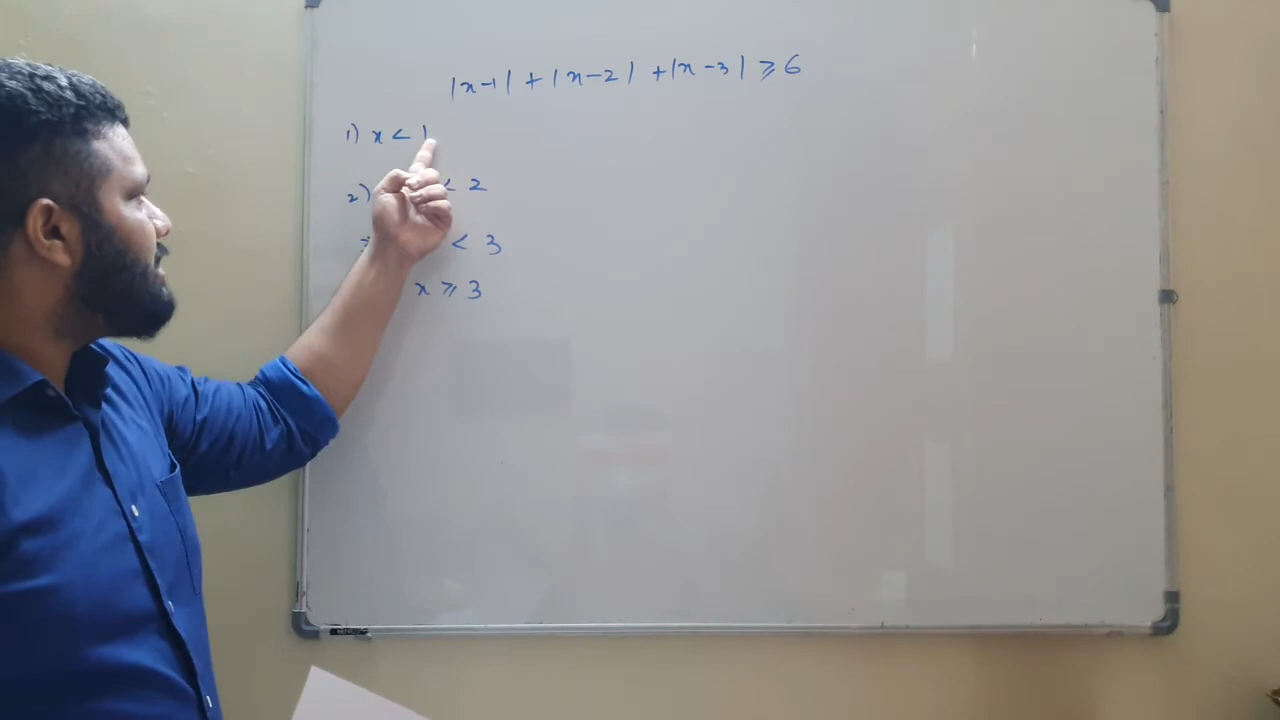 |x-1| + |x-2| + |x-3| ⩾ 6
1) x < 1
2) < 2
< 3
x ⩾ 3